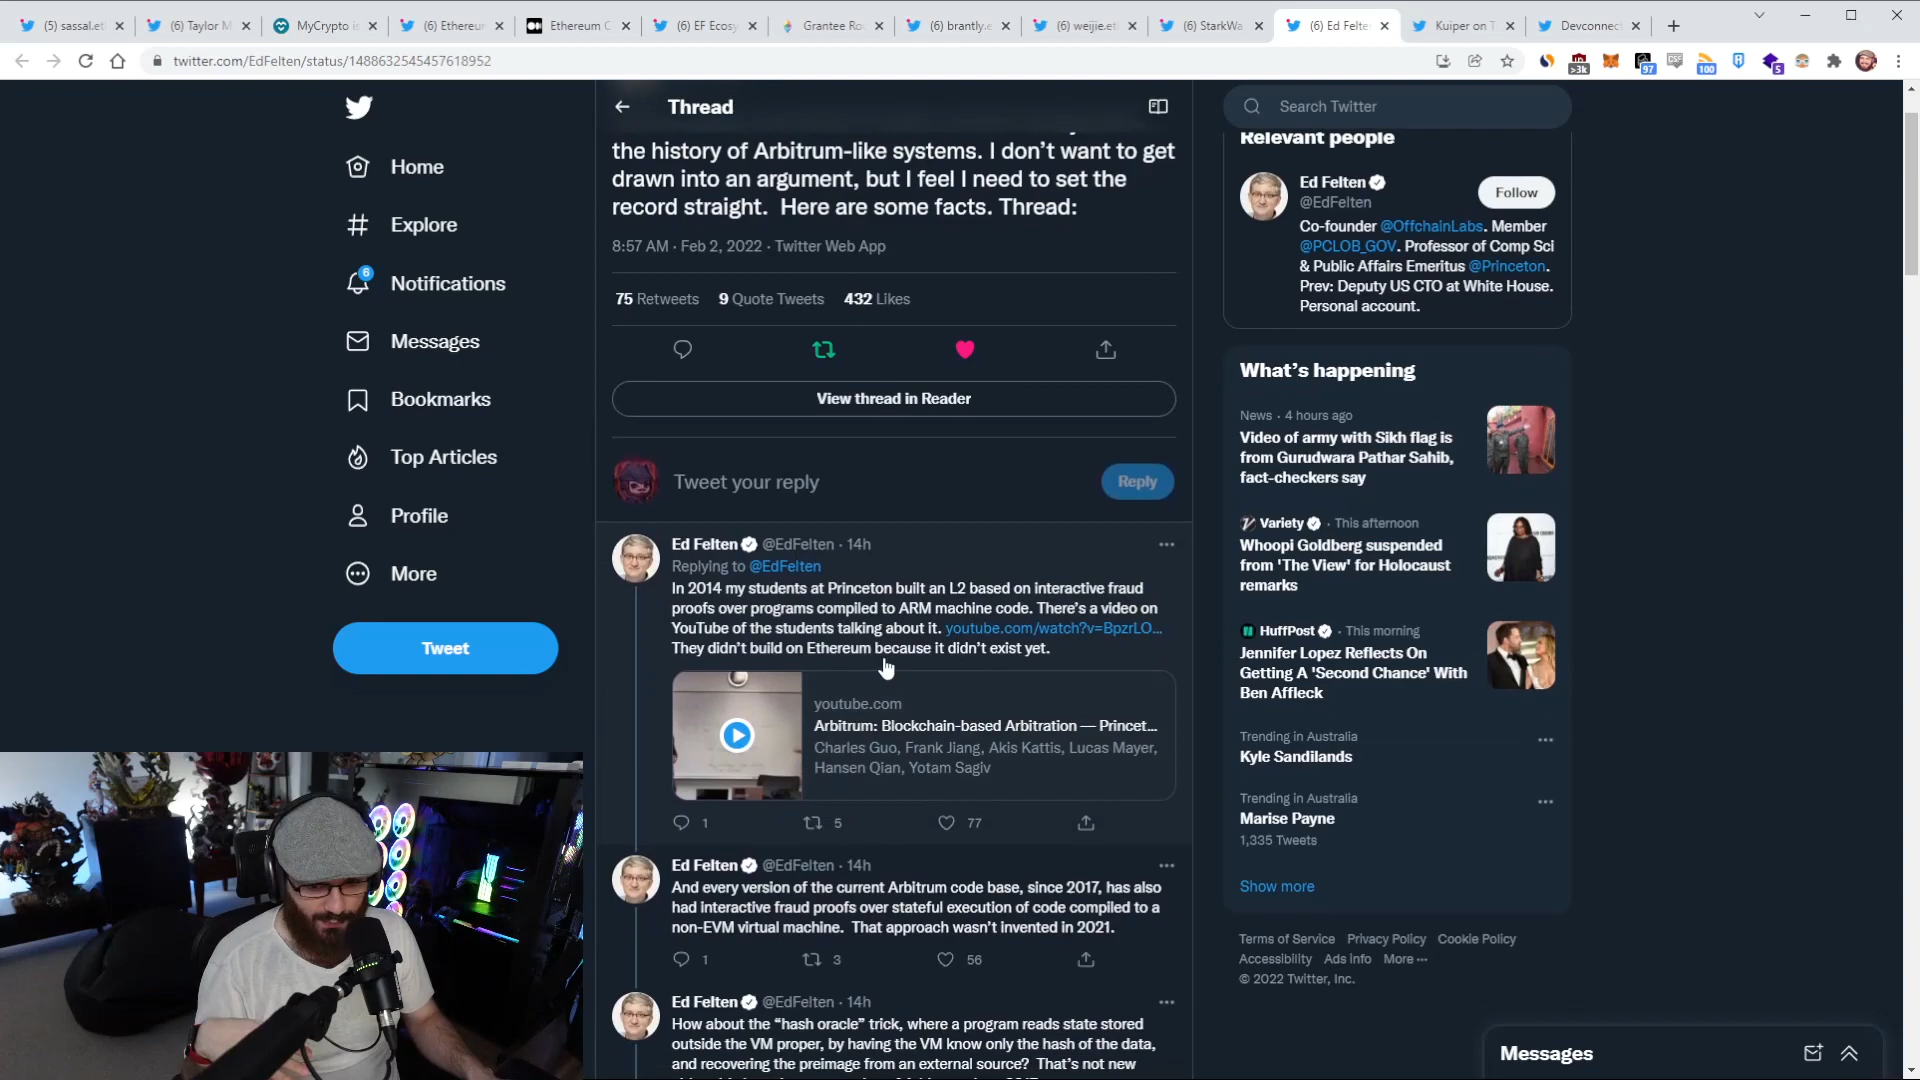 (5) sassal.et
(6) Taylor M
MyCrypto is
(6) Ethereu
Ethereum C
(6) EF Ecosy
Grantee Ro
(6) brantly.e
(6) weijie.et
(6) StarkWa
(6) Ed Felte
Kuiper on T
Devconnec
twitter.com/EdFelten/status/1488632545457618952
>3k
97
100
5
Home
Explore
6
Notifications
Messages
Bookmarks
Top Articles
Profile
More
Tweet
Thread
the history of Arbitrum-like systems. I don't want to get
drawn into an argument, but I feel I need to set the
record straight. Here are some facts. Thread:
8:57 AM · Feb 2, 2022 · Twitter Web App
75 Retweets 9 Quote Tweets 432 Likes
View thread in Reader
Tweet your reply
Reply
Ed Felten @EdFelten · 14h
Replying to @EdFelten
In 2014 my students at Princeton built an L2 based on interactive fraud
proofs over programs compiled to ARM machine code. There's a video on
YouTube of the students talking about it. youtube.com/watch?v=BpzrLO...
They didn't build on Ethereum because it didn't exist yet.
youtube.com
Arbitrum: Blockchain-based Arbitration — Princet...
Charles Guo, Frank Jiang, Akis Kattis, Lucas Mayer,
Hansen Qian, Yotam Sagiv
1 5 77
Ed Felten @EdFelten · 14h
And every version of the current Arbitrum code base, since 2017, has also
had interactive fraud proofs over stateful execution of code compiled to a
non-EVM virtual machine. That approach wasn't invented in 2021.
1 3 56
Ed Felten @EdFelten · 14h
How about the "hash oracle" trick, where a program reads state stored
outside the VM proper, by having the VM know only the hash of the data,
and recovering the preimage from an external source? That's not new
Search Twitter
Relevant people
Ed Felten
@EdFelten
Follow
Co-founder @OffchainLabs. Member
@PCLOB_GOV. Professor of Comp Sci
& Public Affairs Emeritus @Princeton.
Prev: Deputy US CTO at White House.
Personal account.
What's happening
News · 4 hours ago
Video of army with Sikh flag is
from Gurudwara Pathar Sahib,
fact-checkers say
Variety · This afternoon
Whoopi Goldberg suspended
from 'The View' for Holocaust
remarks
HuffPost · This morning
Jennifer Lopez Reflects On
Getting A 'Second Chance' With
Ben Affleck
Trending in Australia
Kyle Sandilands
Trending in Australia
Marise Payne
1,335 Tweets
Show more
Terms of Service Privacy Policy Cookie Policy
Accessibility Ads info More ···
© 2022 Twitter, Inc.
Messages